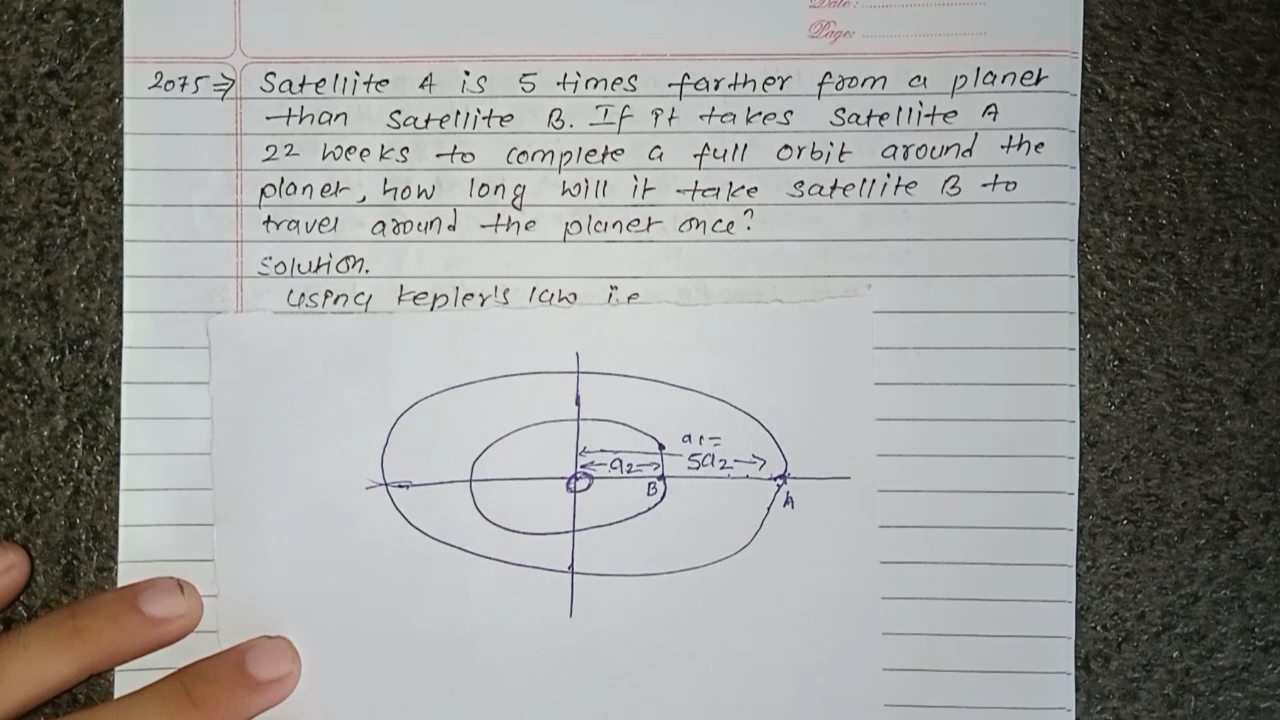 Date:
Page:
2075⇒ Satellite A is 5 times farther from a planet
than Satellite B. If it takes Satellite A
22 weeks to complete a full orbit around the
planet, how long will it take satellite B to
travel around the planet once?
Solution.
Using Kepler's law i.e
a1=
a2 5a2
B
A